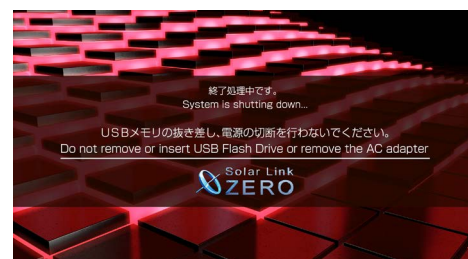 終了処理中です。
System is shutting down...
USBメモリの抜き差し、電源の切断を行わないでください。
Do not remove or insert USB Flash Drive or remove the AC adapter
Solar Link
ZERO